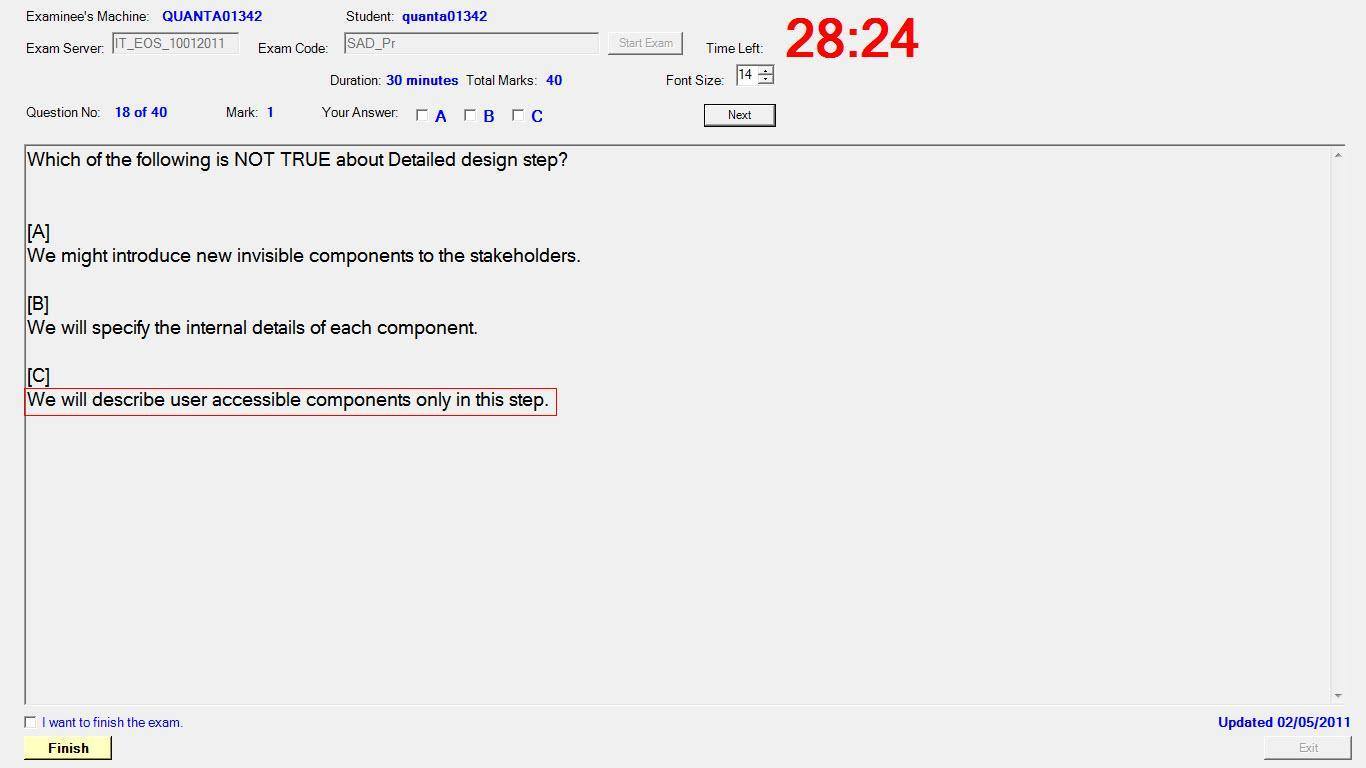 Examinee's Machine: QUANTA01342 Student: quanta01342
Exam Server: IT_EOS_10012011 Exam Code: SAD_Pr Start Exam Time Left: 28:24
Duration: 30 minutes Total Marks: 40 Font Size: 14
Question No: 18 of 40 Mark: 1 Your Answer: A B C Next
Which of the following is NOT TRUE about Detailed design step?
[A]
We might introduce new invisible components to the stakeholders.
[B]
We will specify the internal details of each component.
[C]
We will describe user accessible components only in this step.
I want to finish the exam. Updated 02/05/2011
Finish Exit